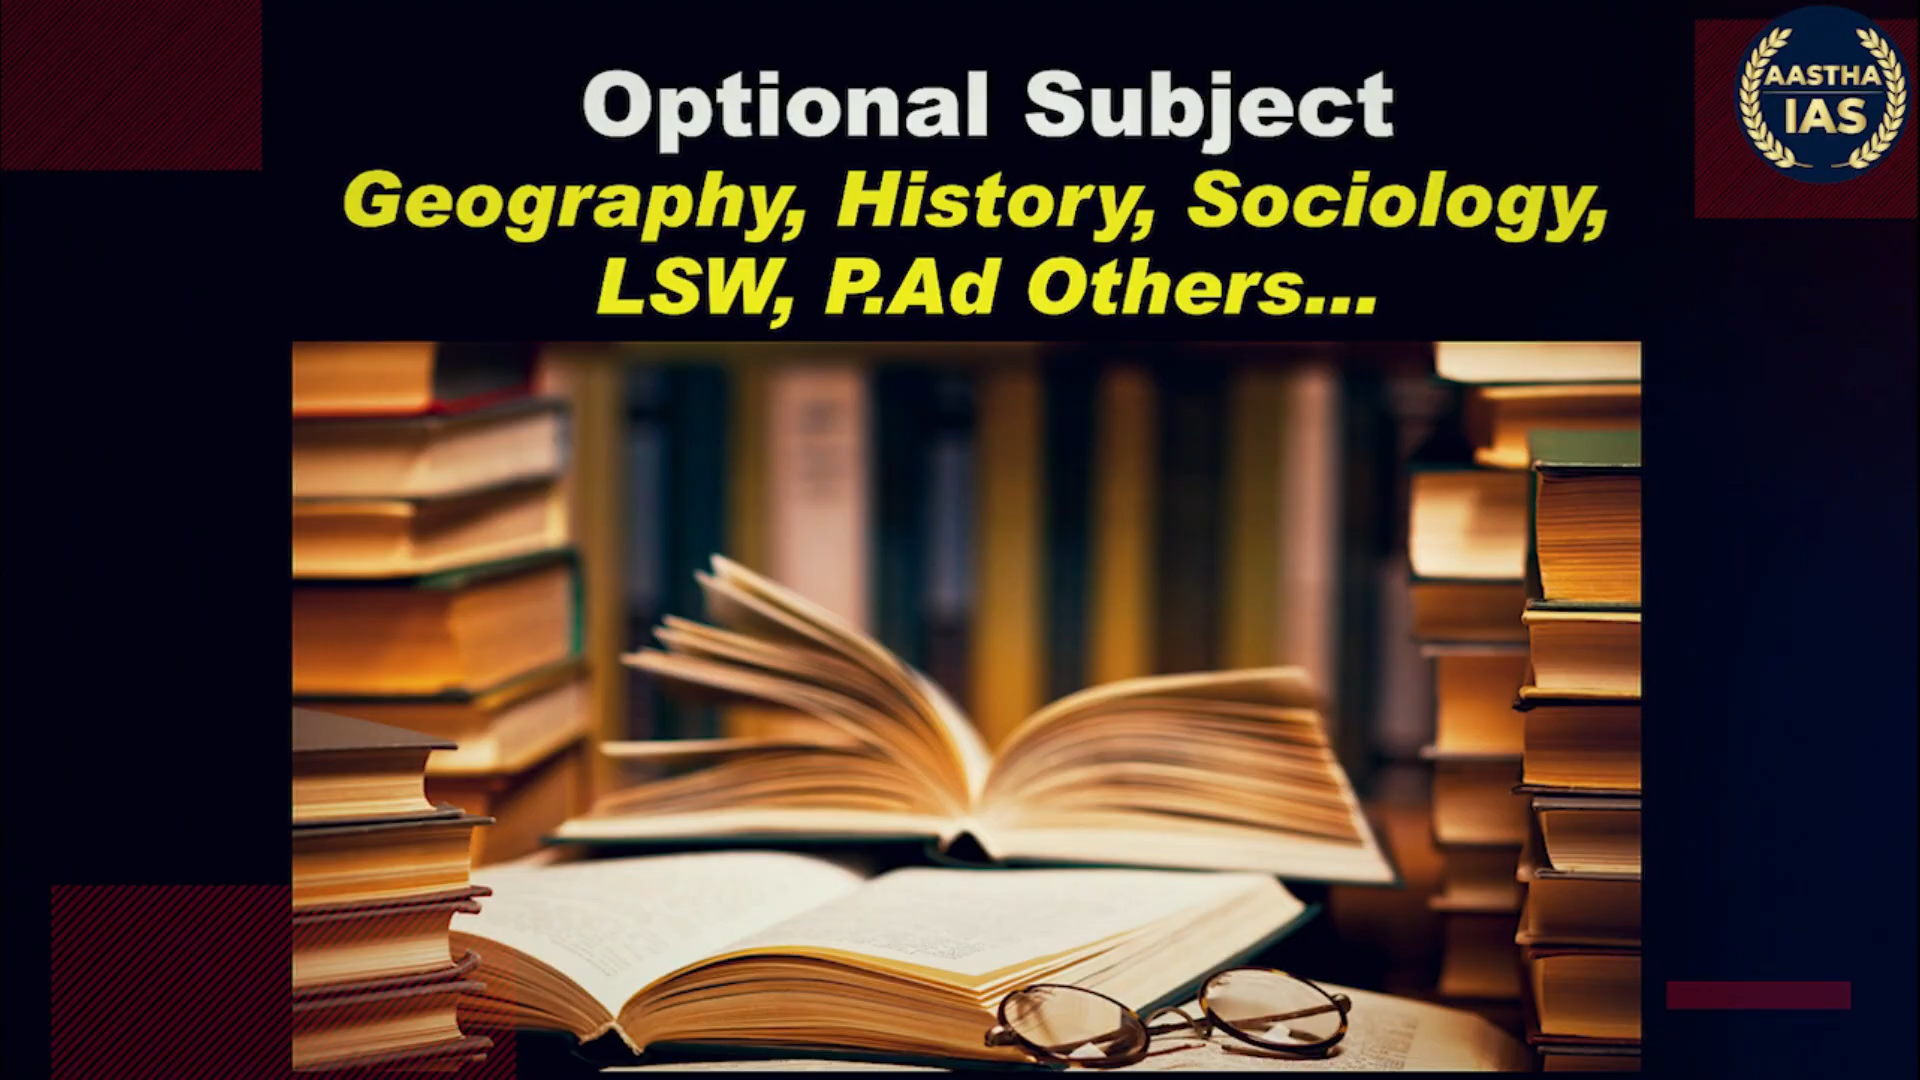 Optional Subject
Geography, History, Sociology,
LSW, P.Ad Others...
AASTHA
IAS